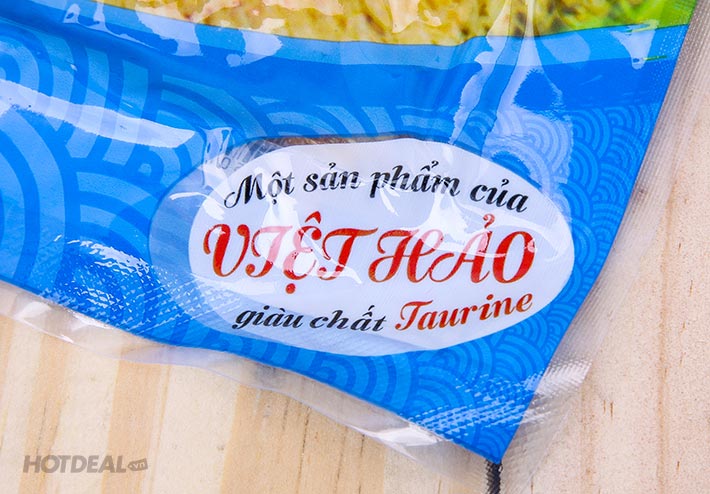 Một sản phẩm của
VIỆT HẢO
giàu chất Taurine
HOTDEAL.vn